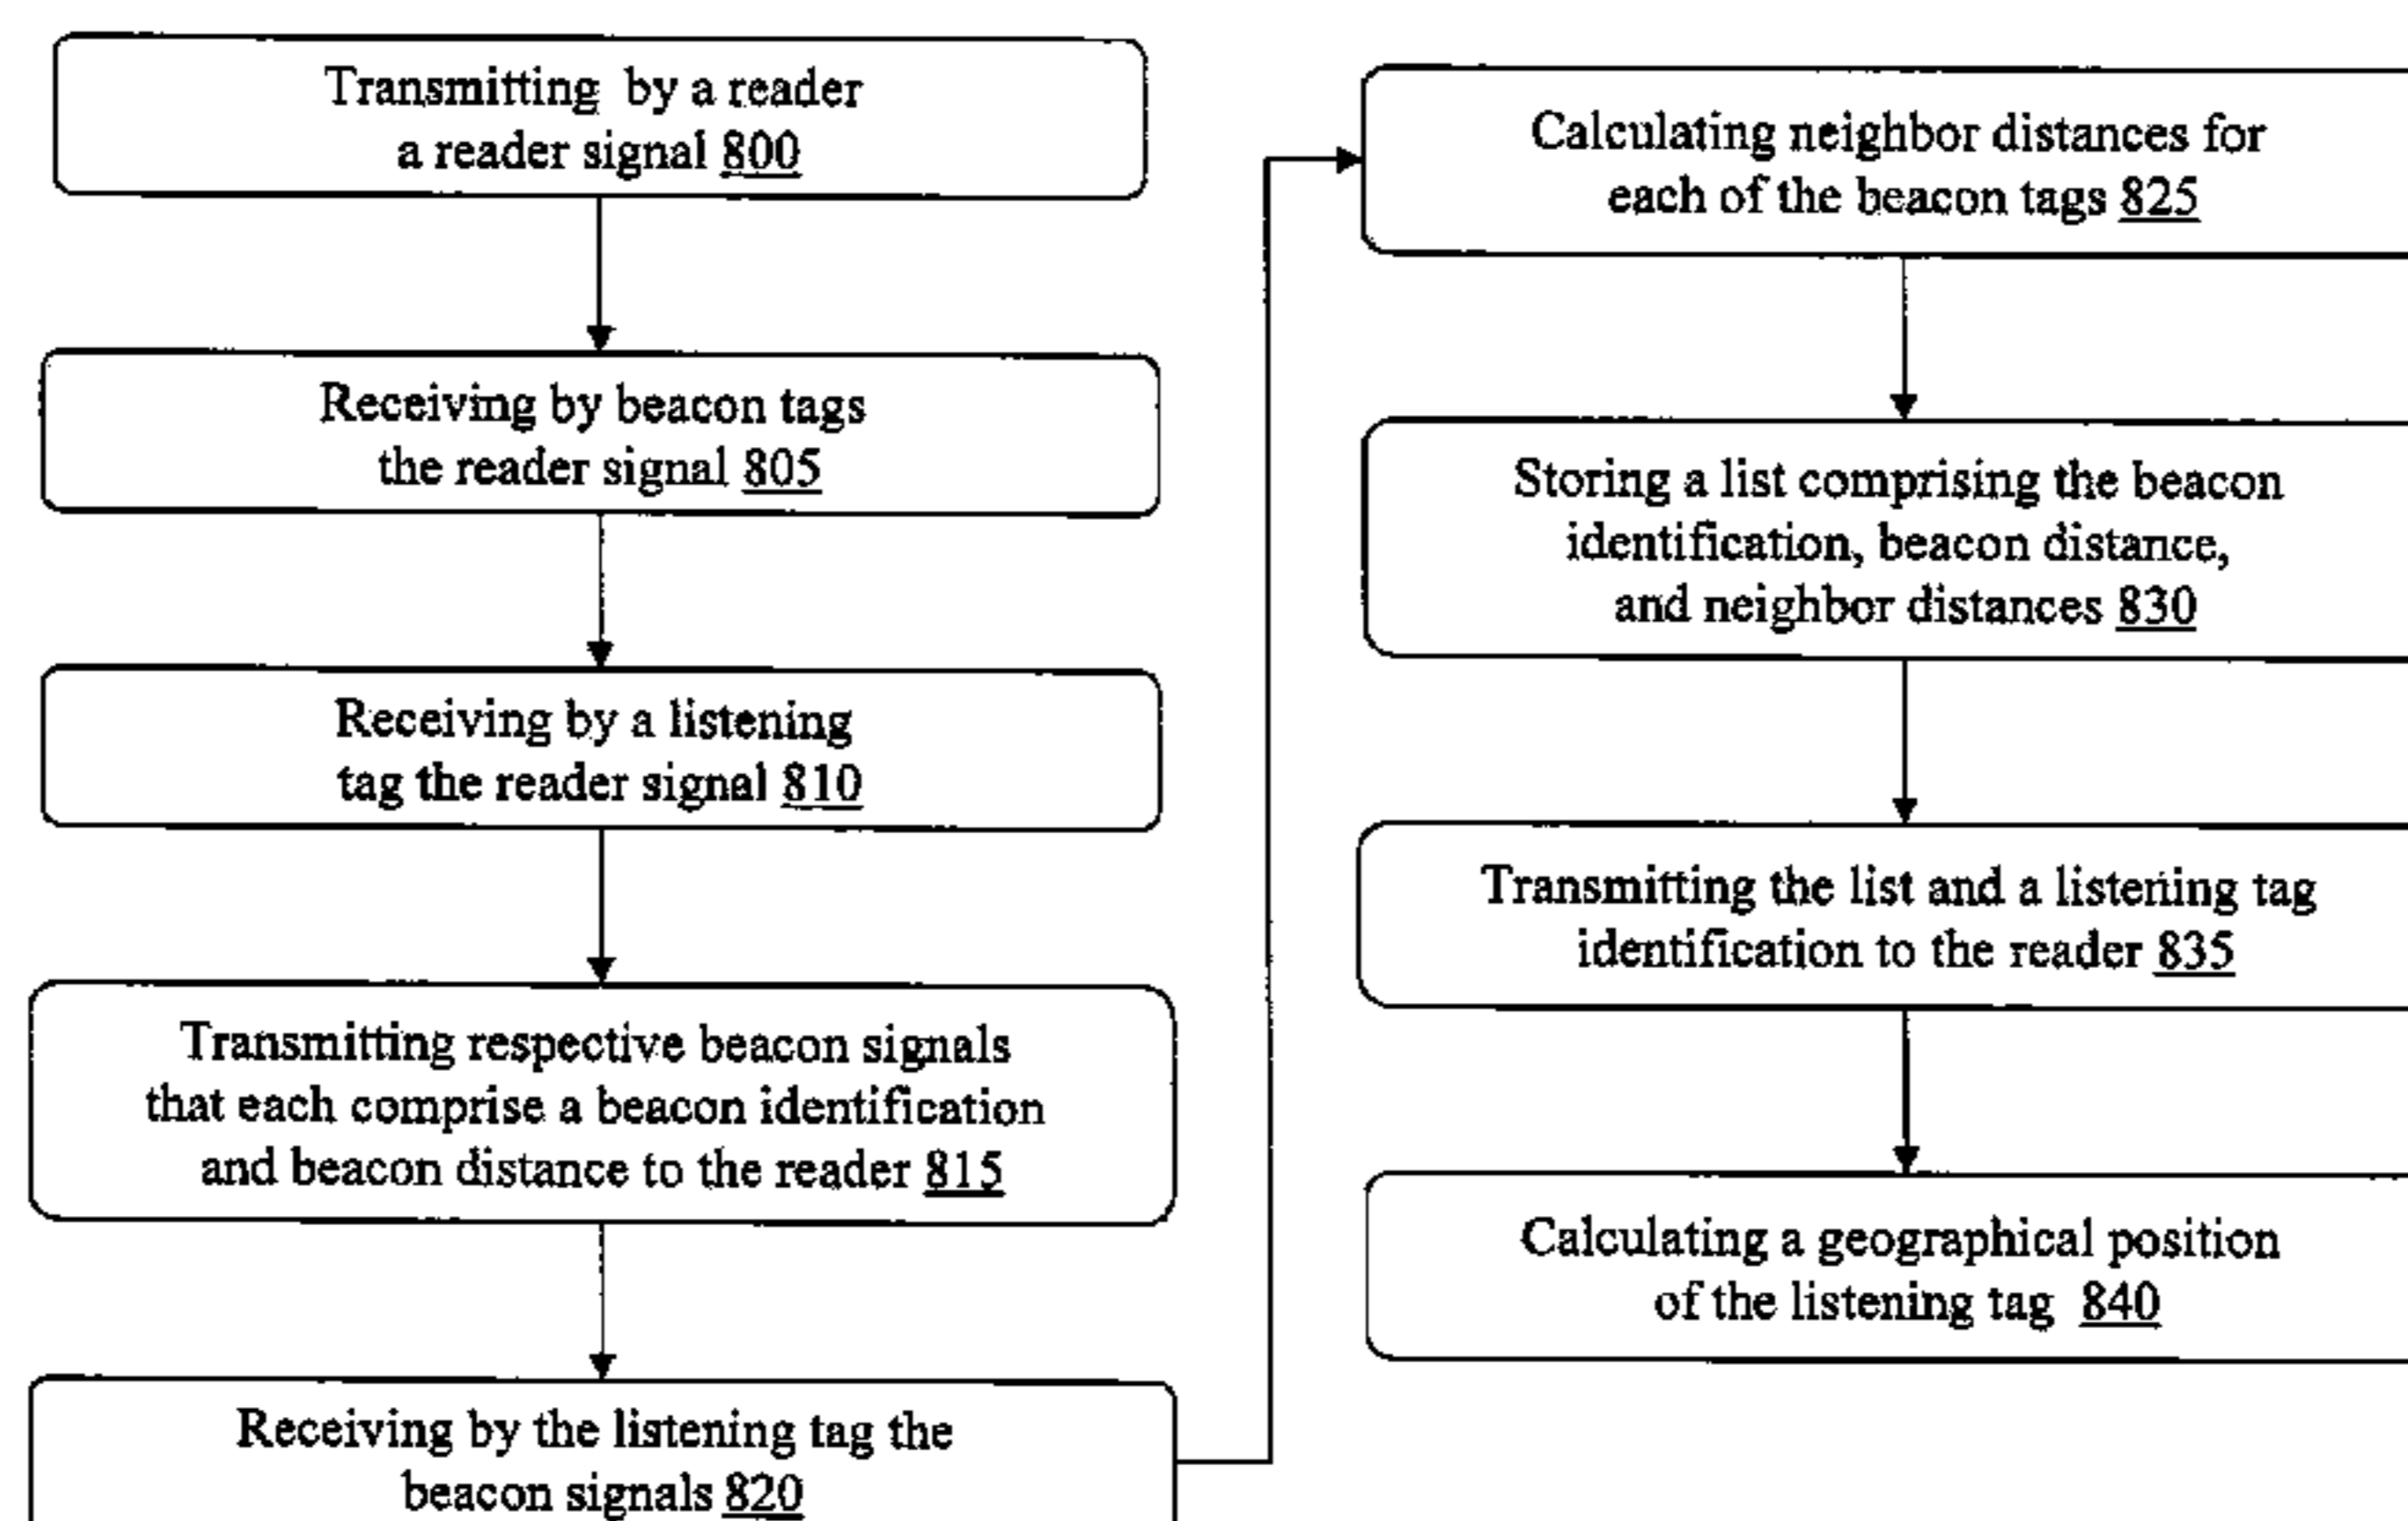 Transmitting by a reader
a reader signal 800
Receiving by beacon tags
the reader signal 805
Receiving by a listening
tag the reader signal 810
Transmitting respective beacon signals
that each comprise a beacon identification
and beacon distance to the reader 815
Receiving by the listening tag the
beacon signals 820
Calculating neighbor distances for
each of the beacon tags 825
Storing a list comprising the beacon
identification, beacon distance,
and neighbor distances 830
Transmitting the list and a listening tag
identification to the reader 835
Calculating a geographical position
of the listening tag 840